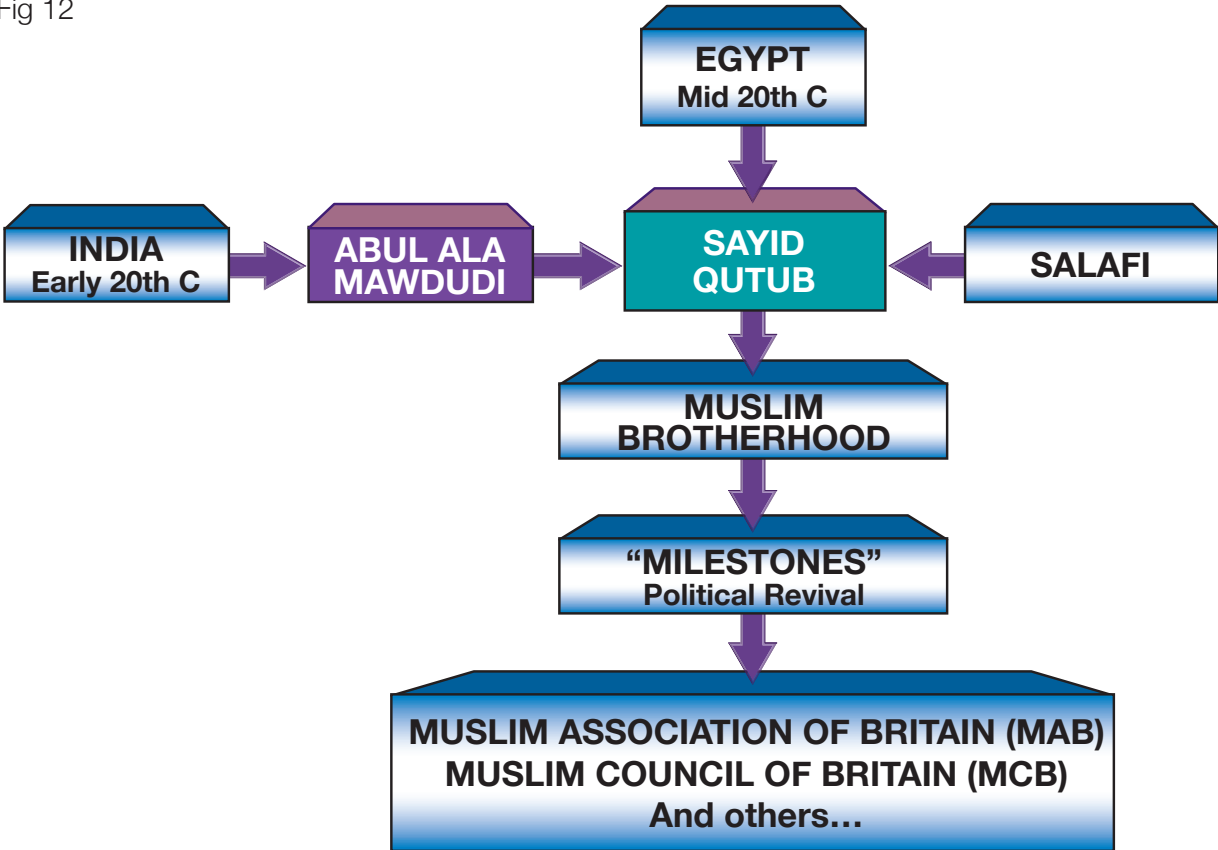 Fig 12
EGYPT
Mid 20th C
INDIA
Early 20th C
ABUL ALA
MAWDUDI
SAYID
QUTUB
SALAFI
MUSLIM
BROTHERHOOD
“MILESTONES”
Political Revival
MUSLIM ASSOCIATION OF BRITAIN (MAB)
MUSLIM COUNCIL OF BRITAIN (MCB)
And others…